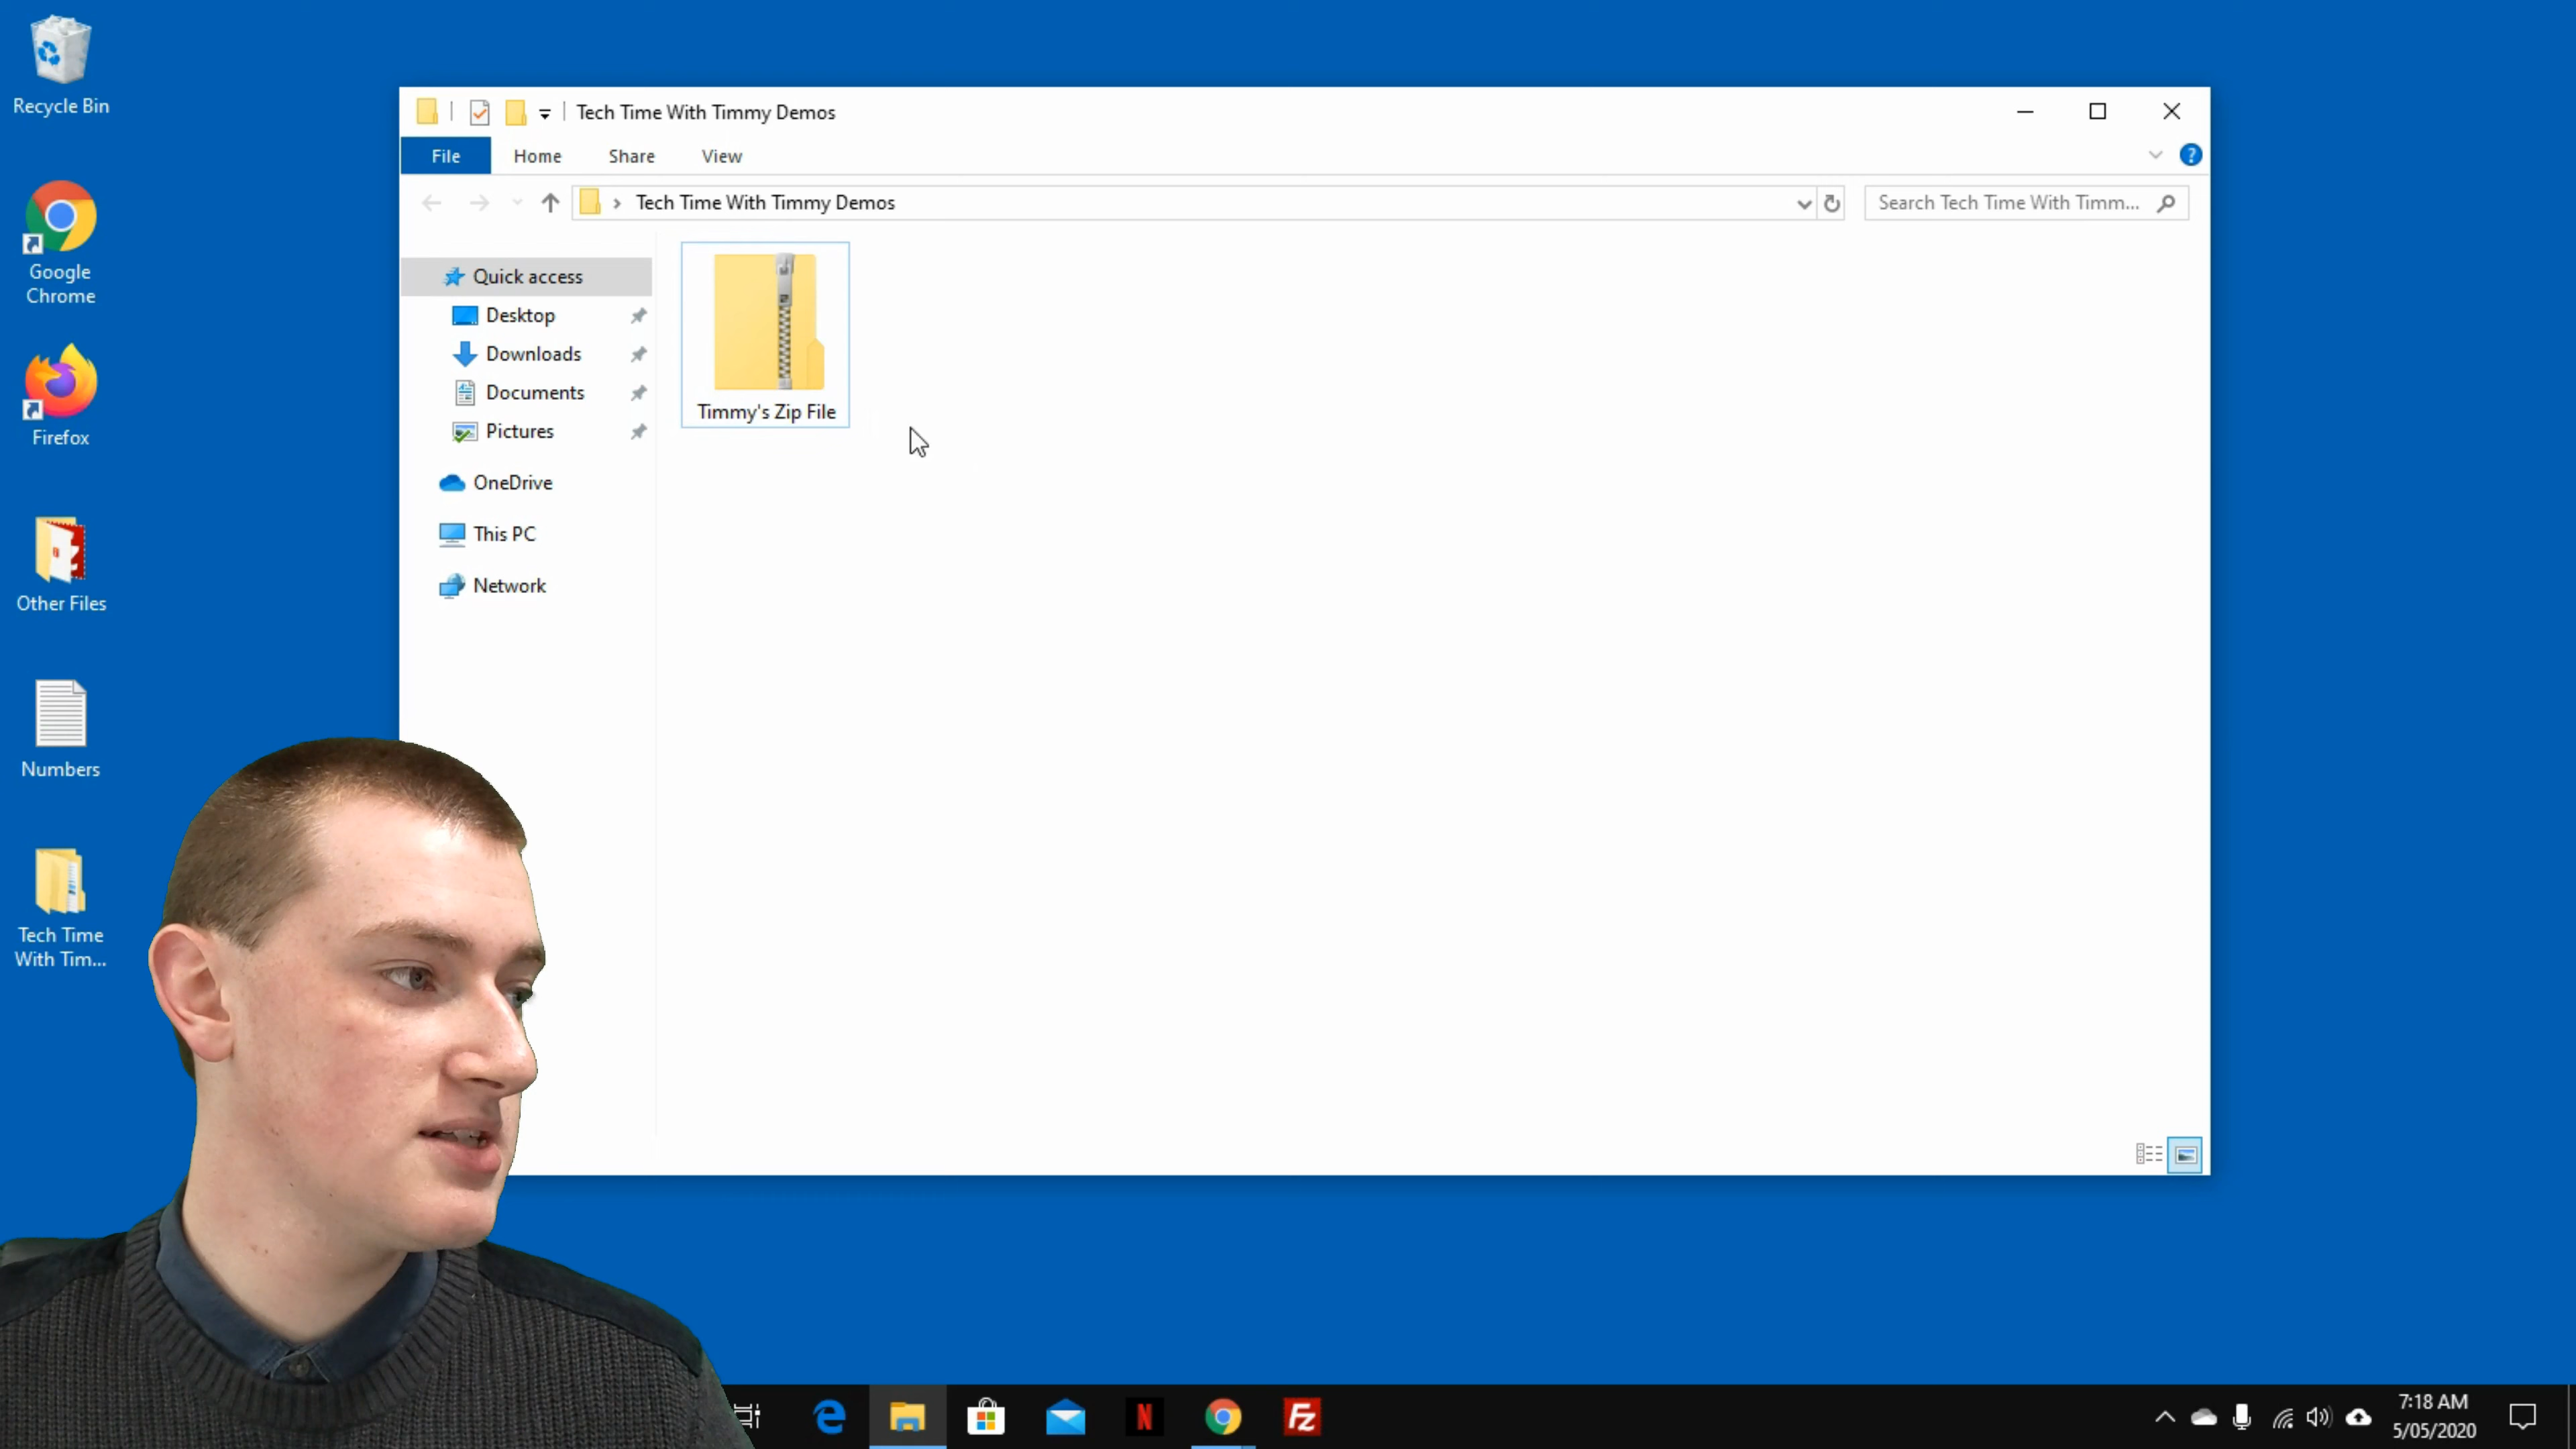 Recycle Bin
Google
Chrome
Firefox
Other Files
Numbers
Tech Time
With Tim...
Tech Time With Timmy Demos
File
Home
Share
View
Tech Time With Timmy Demos
Search Tech Time With Timm...
Quick access
Desktop
Downloads
Documents
Pictures
OneDrive
This PC
Network
Timmy's Zip File
7:18 AM
5/05/2020